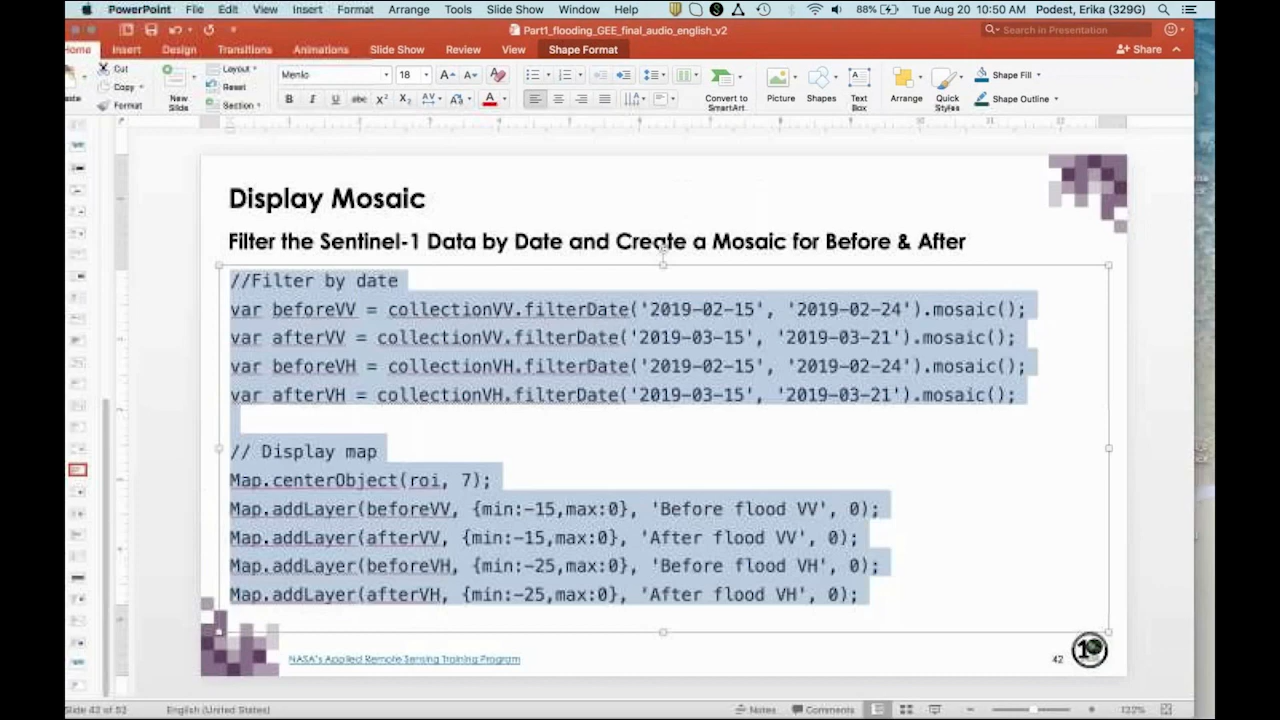 PowerPoint File Edit View Insert Format Arrange Tools Slide Show Window Help 88% Tue Aug 20 10:50 AM Podest, Erika (329G)
Part1_flooding_GEE_final_audio_english_v2 Search in Presentation
Home Insert Design Transitions Animations Slide Show Review View Shape Format Share
Cut Layout Menlo 18 Shape Fill
Copy Reset
Format New Slide Section Convert to SmartArt Picture Shapes Text Box Arrange Quick Styles Shape Outline
Display Mosaic
Filter the Sentinel-1 Data by Date and Create a Mosaic for Before & After
//Filter by date
var beforeVV = collectionVV.filterDate('2019-02-15', '2019-02-24').mosaic();
var afterVV = collectionVV.filterDate('2019-03-15', '2019-03-21').mosaic();
var beforeVH = collectionVH.filterDate('2019-02-15', '2019-02-24').mosaic();
var afterVH = collectionVH.filterDate('2019-03-15', '2019-03-21').mosaic();
// Display map
Map.centerObject(roi, 7);
Map.addLayer(beforeVV, {min:-15,max:0}, 'Before flood VV', 0);
Map.addLayer(afterVV, {min:-15,max:0}, 'After flood VV', 0);
Map.addLayer(beforeVH, {min:-25,max:0}, 'Before flood VH', 0);
Map.addLayer(afterVH, {min:-25,max:0}, 'After flood VH', 0);
NASA's Applied Remote Sensing Training Program 42
English (United States) Notes Comments